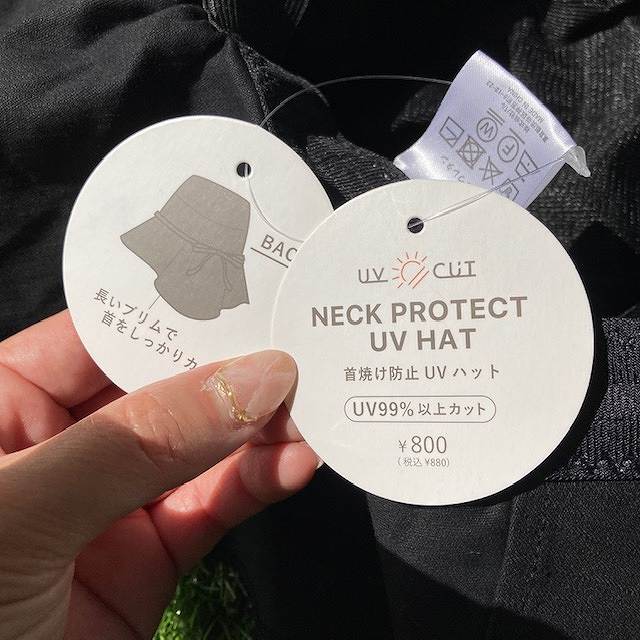 BAC
長いブリムで
首をしっかりカ
UV CUT
NECK PROTECT
UV HAT
首焼け防止 UV ハット
UV99%以上カット
¥800
(税込 ¥880)